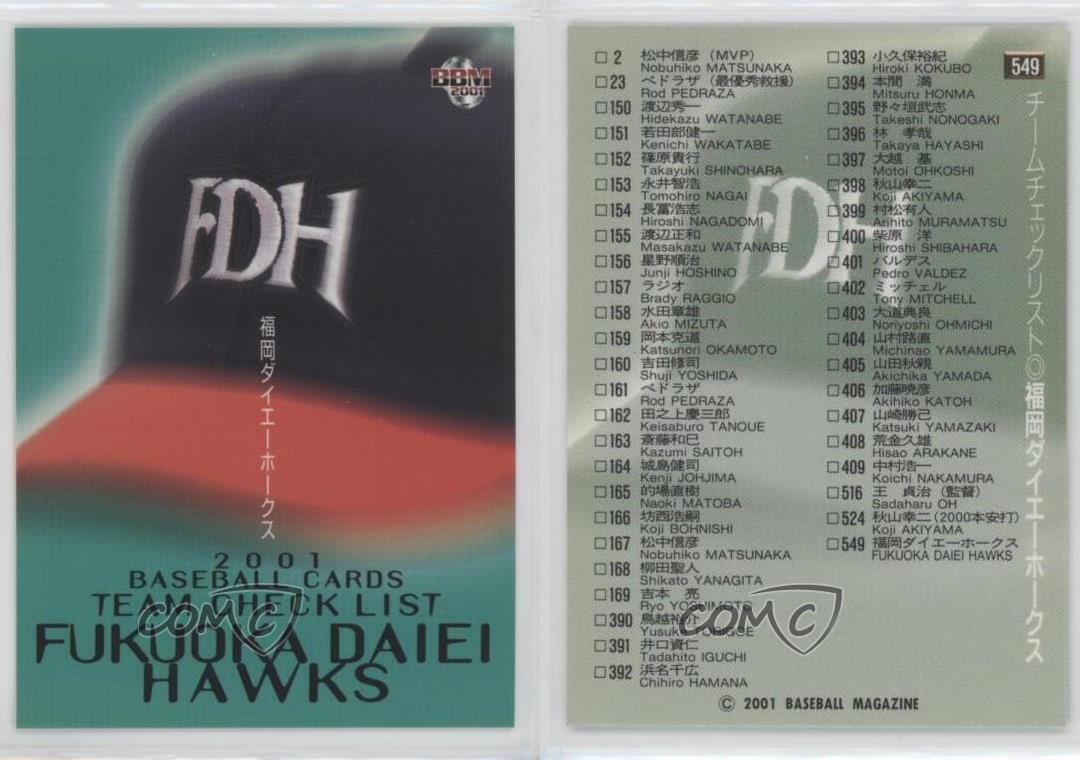 BBM
2001
FDH
福岡ダイエーホークス
2001
BASEBALL CARDS
TEAM CHECK LIST
FUKUOKA DAIEI
HAWKS
COMC
549
チームチェックリスト◎福岡ダイエーホークス
FDH
□ 2 松中信彦 (MVP)
Nobuhiko MATSUNAKA
□ 23 ペドラザ (最優秀救援)
Rod PEDRAZA
□ 150 渡辺秀一
Hidekazu WATANABE
□ 151 若田部健一
Kenichi WAKATABE
□ 152 篠原貴行
Takayuki SHINOHARA
□ 153 永井智浩
Tomohiro NAGAI
□ 154 長冨浩志
Hiroshi NAGADOMI
□ 155 渡辺正和
Masakazu WATANABE
□ 156 星野順治
Junji HOSHINO
□ 157 ラジオ
Brady RAGGIO
□ 158 水田章雄
Akio MIZUTA
□ 159 岡本克道
Katsunori OKAMOTO
□ 160 吉田修司
Shuji YOSHIDA
□ 161 ペドラザ
Rod PEDRAZA
□ 162 田之上慶三郎
Keisaburo TANOUE
□ 163 斎藤和巳
Kazumi SAITOH
□ 164 城島健司
Kenji JOHJIMA
□ 165 的場直樹
Naoki MATOBA
□ 166 坊西浩嗣
Koji BOHNISHI
□ 167 松中信彦
Nobuhiko MATSUNAKA
□ 168 柳田聖人
Shikato YANAGITA
□ 169 吉本 亮
Ryo YOSHIMOTO
□ 390 鳥越裕介
Yusuke TORIGOE
□ 391 井口資仁
Tadahito IGUCHI
□ 392 浜名千広
Chihiro HAMANA
□ 393 小久保裕紀
Hiroki KOKUBO
□ 394 本間 満
Mitsuru HONMA
□ 395 野々垣武志
Takeshi NONOGAKI
□ 396 林 孝哉
Takaya HAYASHI
□ 397 大越 基
Motoi OHKOSHI
□ 398 秋山幸二
Koji AKIYAMA
□ 399 村松有人
Arihito MURAMATSU
□ 400 柴原 洋
Hiroshi SHIBAHARA
□ 401 バルデス
Pedro VALDEZ
□ 402 ミッチェル
Tony MITCHELL
□ 403 大道典良
Noriyoshi OHMICHI
□ 404 山村路直
Michinao YAMAMURA
□ 405 山田秋親
Akichika YAMADA
□ 406 加藤暁彦
Akihiko KATOH
□ 407 山崎勝己
Katsuki YAMAZAKI
□ 408 荒金久雄
Hisao ARAKANE
□ 409 中村浩一
Koichi NAKAMURA
□ 516 王 貞治 (監督)
Sadaharu OH
□ 524 秋山幸二 (2000本安打)
Koji AKIYAMA
□ 549 福岡ダイエーホークス
FUKUOKA DAIEI HAWKS
COMC
© 2001 BASEBALL MAGAZINE